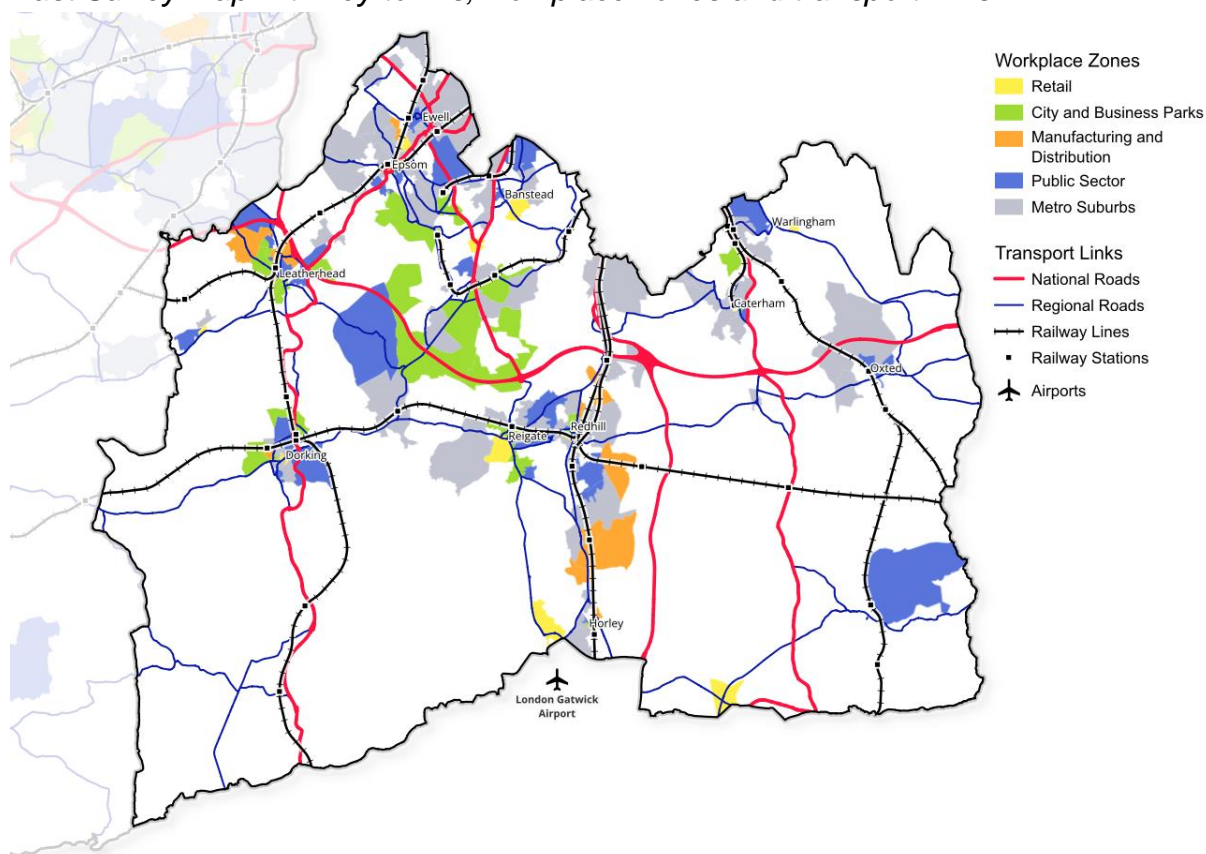 Workplace Zones
Retail
City and Business Parks
Manufacturing and
Distribution
Public Sector
Metro Suburbs
Transport Links
National Roads
Regional Roads
Railway Lines
Railway Stations
Airports
Ewell
Epsom
Banstead
Warlingham
Leatherhead
Caterham
Oxted
Dorking
Reigate
Redhill
Horley
London Gatwick
Airport